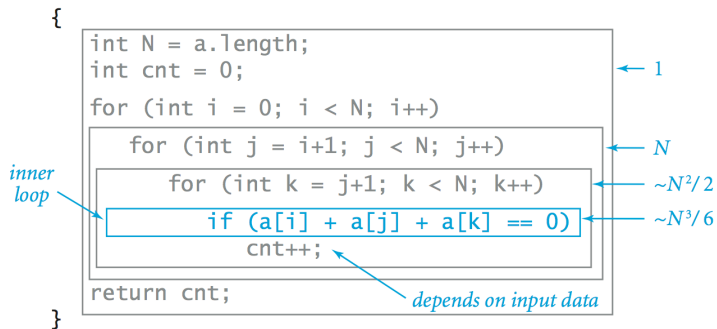 {
int N = a.length;
int cnt = 0;
1
for (int i = 0; i < N; i++)
for (int j = i+1; j < N; j++)
N
inner
loop
for (int k = j+1; k < N; k++)
~N²/2
if (a[i] + a[j] + a[k] == 0)
~N³/6
cnt++;
return cnt;
depends on input data
}